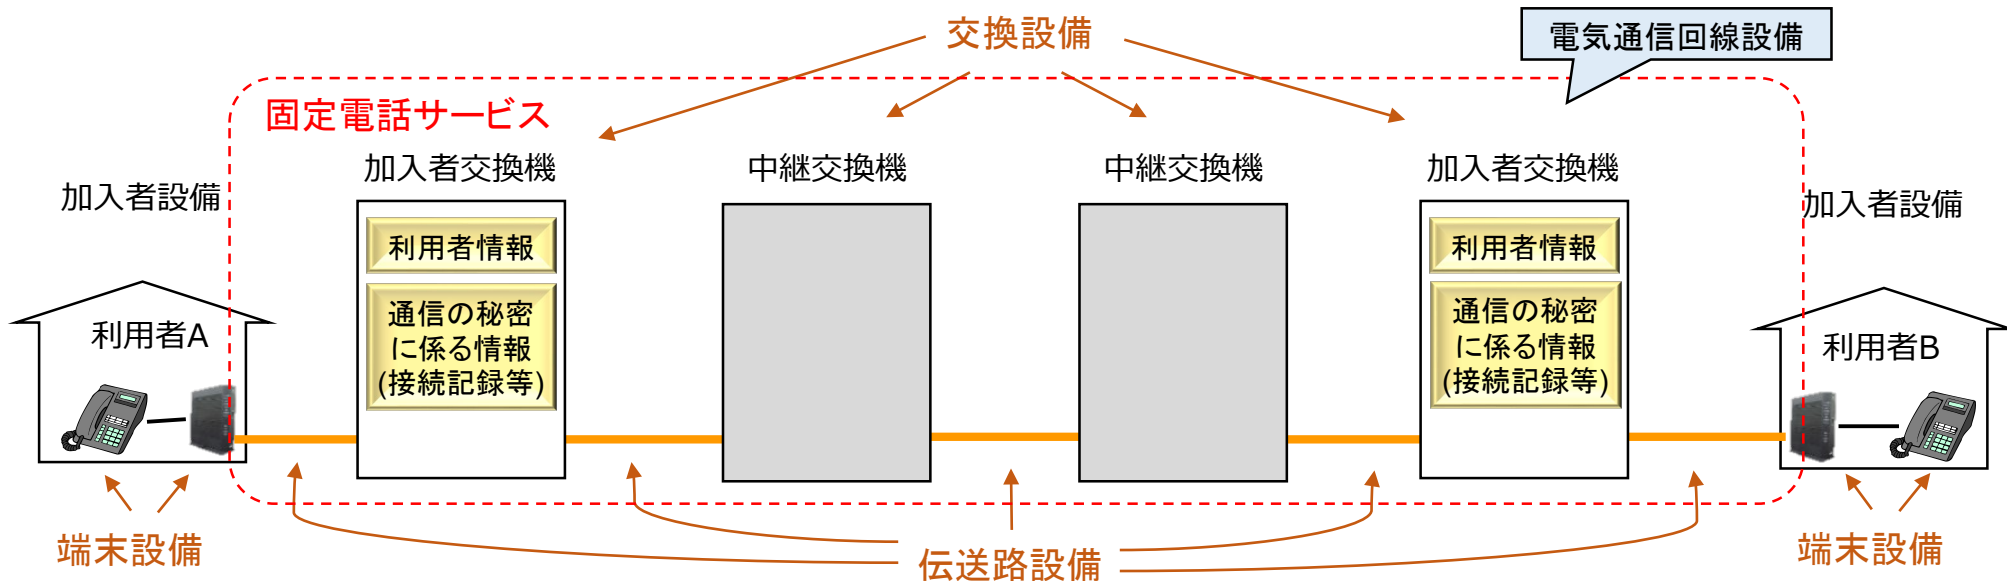 交換設備
電気通信回線設備
固定電話サービス
加入者設備
加入者交換機
中継交換機
中継交換機
加入者交換機
加入者設備
利用者情報
通信の秘密
に係る情報
(接続記録等)
利用者情報
通信の秘密
に係る情報
(接続記録等)
利用者A
利用者B
端末設備
伝送路設備
端末設備